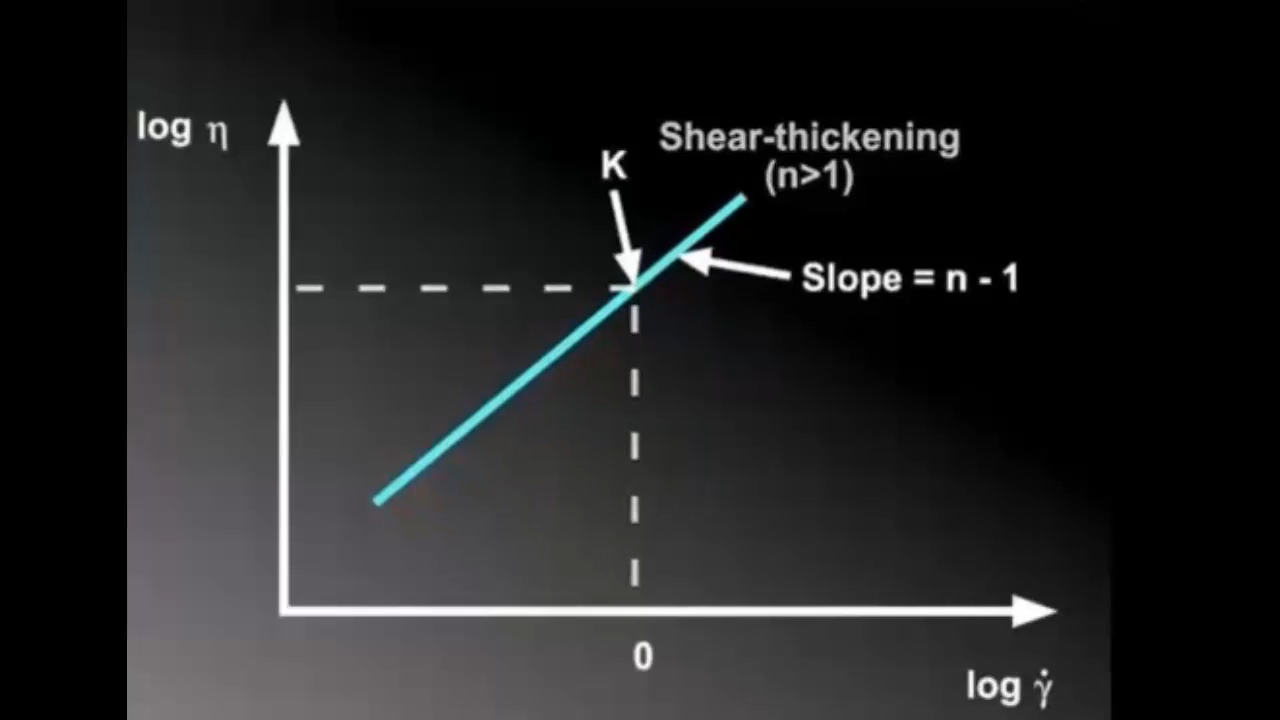 log η
Shear-thickening
(n>1)
K
Slope = n - 1
0
log γ̇